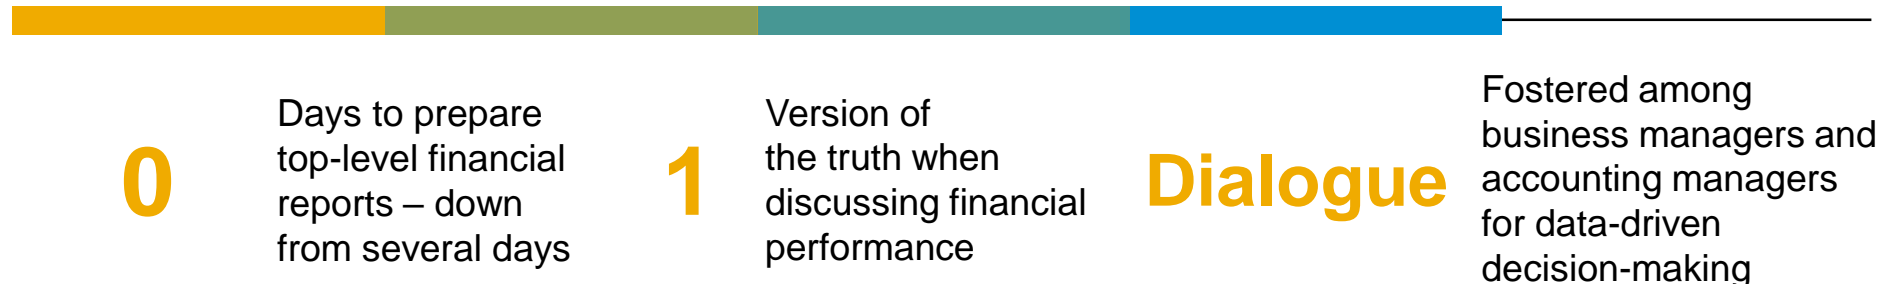 0
Days to prepare
top-level financial
reports – down
from several days
1
Version of
the truth when
discussing financial
performance
Dialogue
Fostered among
business managers and
accounting managers
for data-driven
decision-making